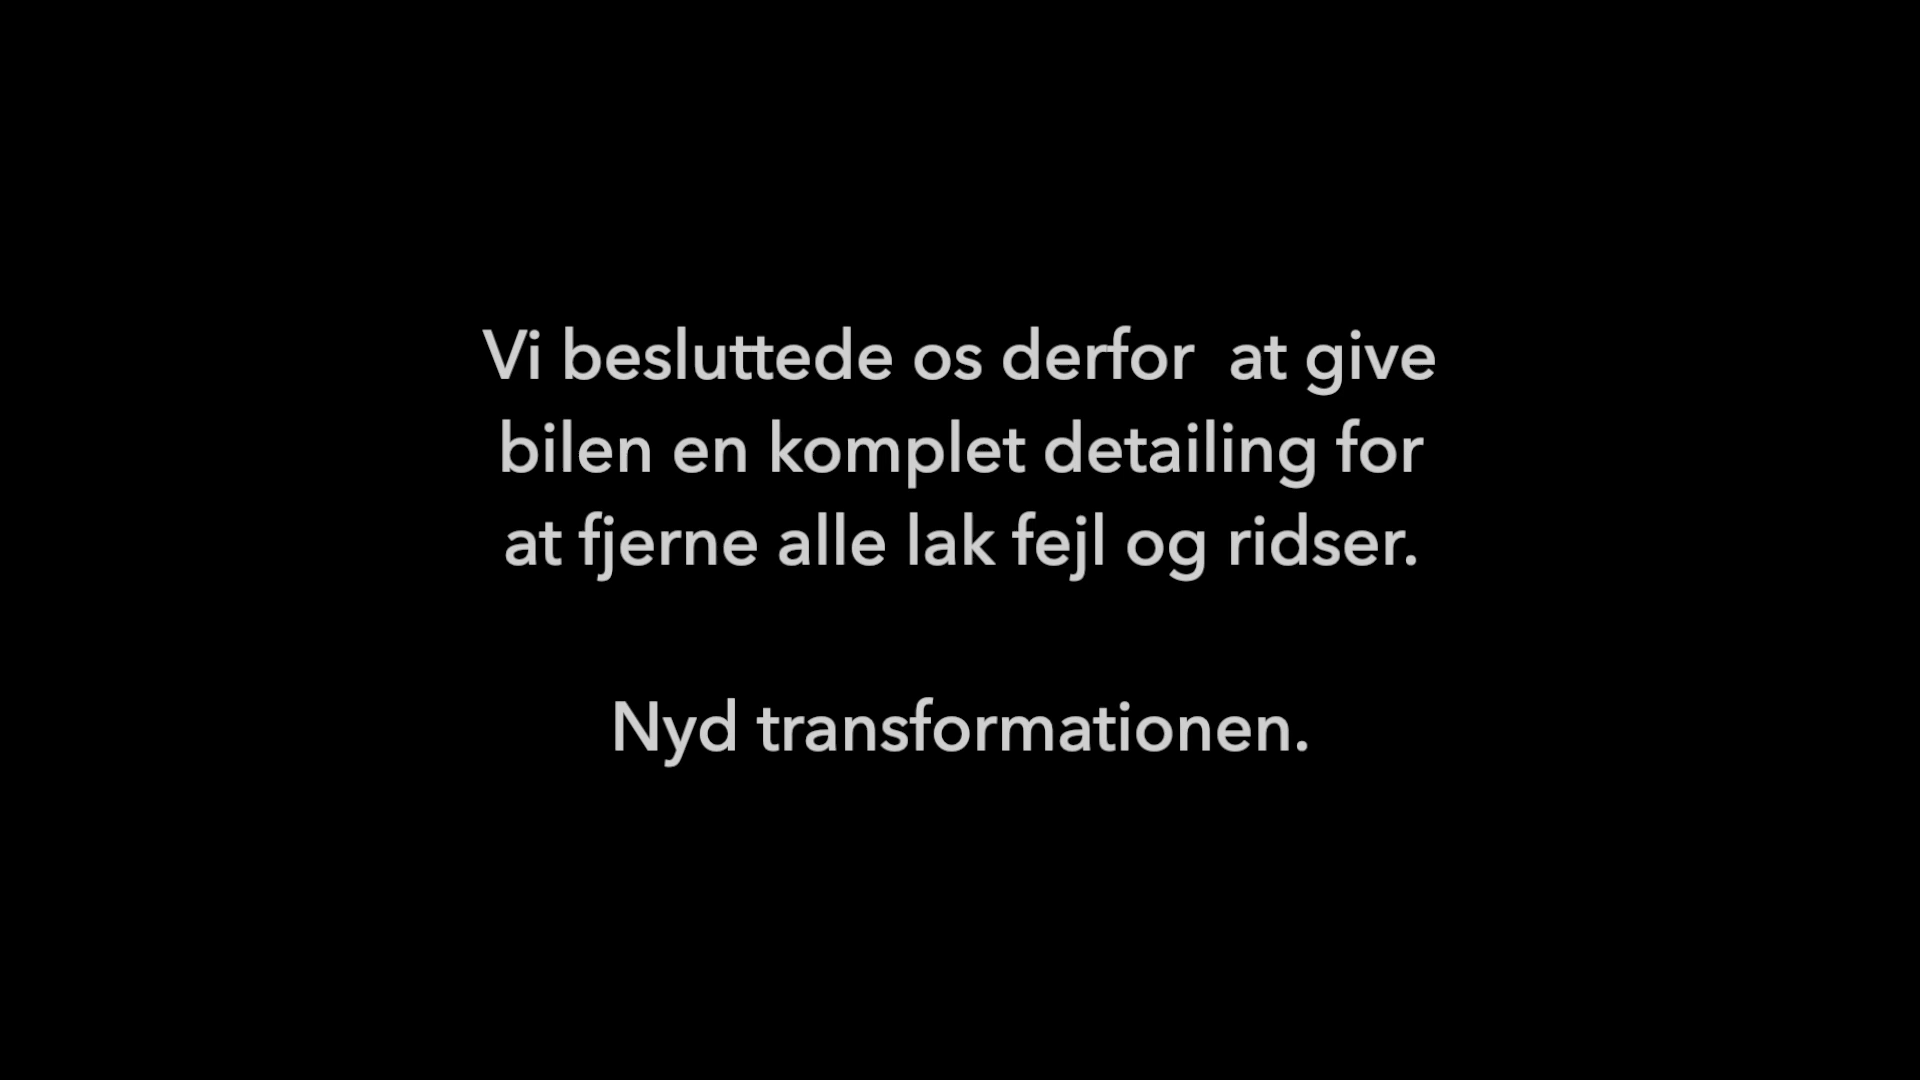 Vi besluttede os derfor  at give
bilen en komplet detailing for
at fjerne alle lak fejl og ridser.
Nyd transformationen.